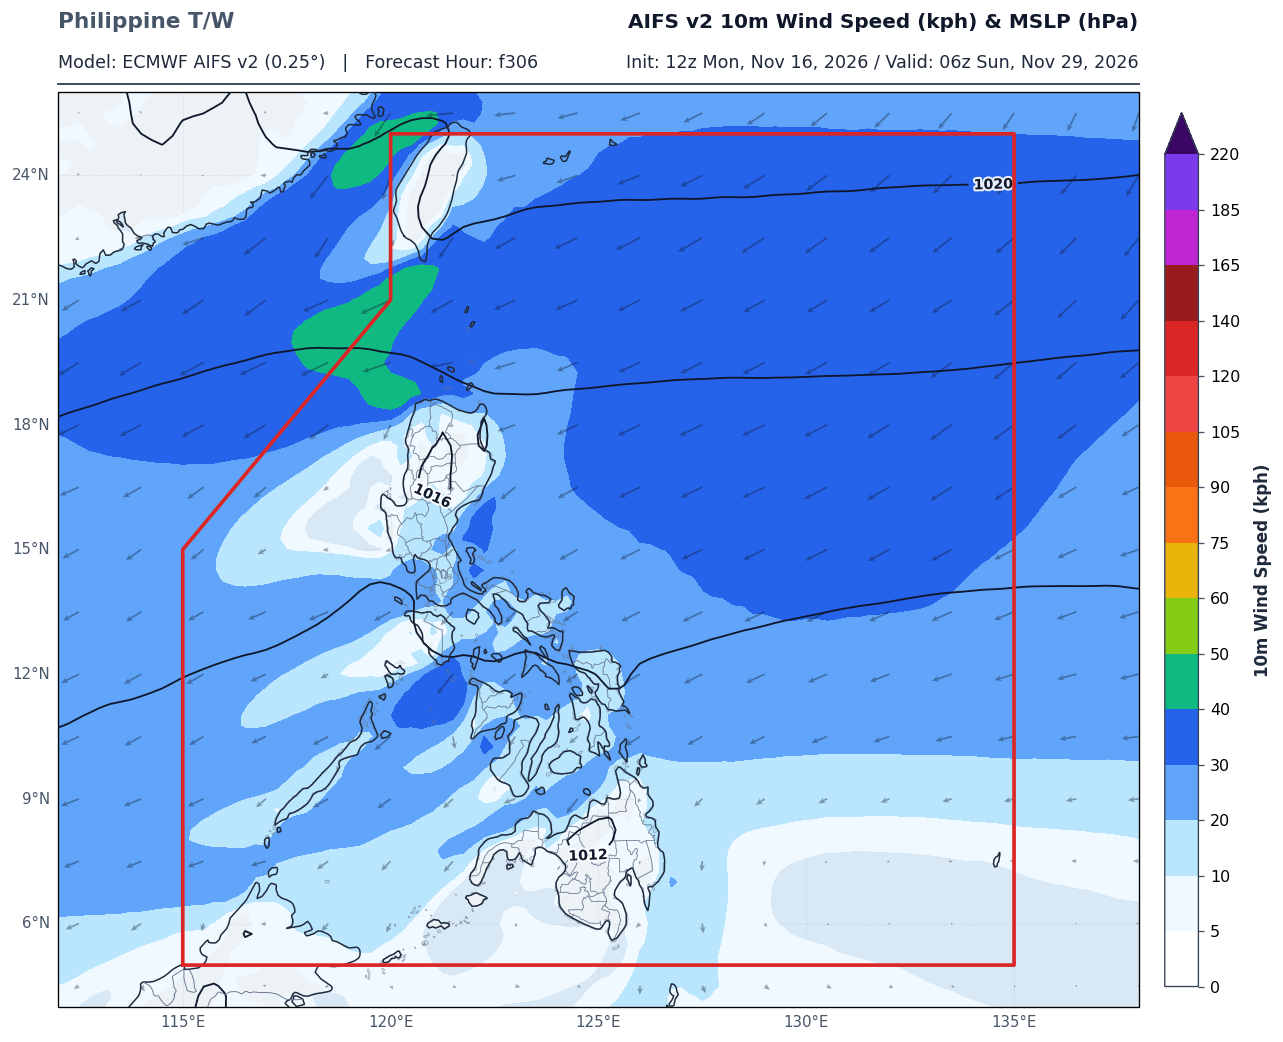 Philippine T/W
AIFS v2 10m Wind Speed (kph) & MSLP (hPa)
Model: ECMWF AIFS v2 (0.25°) | Forecast Hour: f306
Init: 12z Mon, Nov 16, 2026 / Valid: 06z Sun, Nov 29, 2026
24°N
21°N
18°N
15°N
12°N
9°N
6°N
115°E
120°E
125°E
130°E
135°E
1020
1016
1012
220
185
165
140
120
105
90
75
60
50
40
30
20
10
5
0
10m Wind Speed (kph)